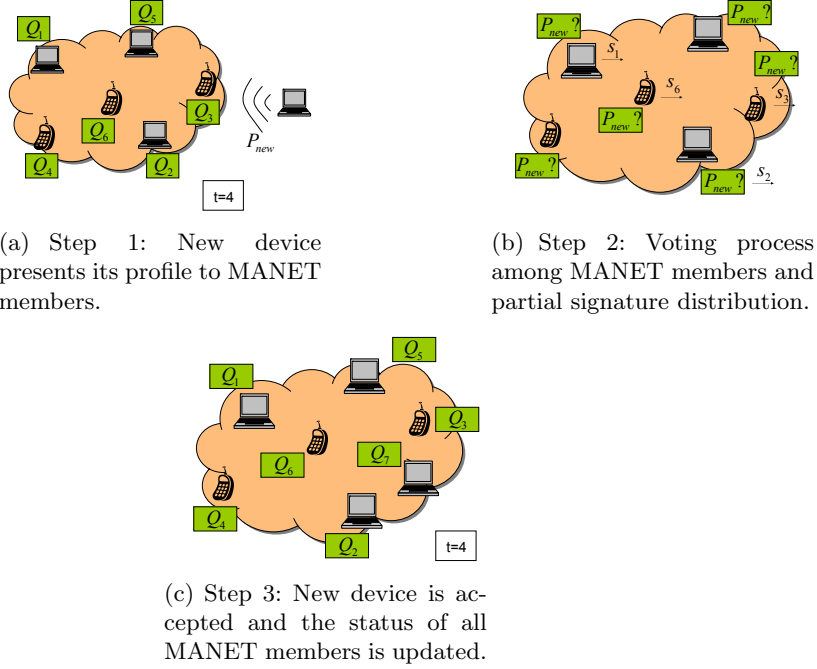 Q1
Q5
Q3
Q6
Q4
Q2
Pnew
t=4
Pnew ?
Pnew ?
s1
Pnew ?
s6
s3
Pnew ?
Pnew ?
Pnew ?
s2
(a) Step 1: New device
presents its profile to MANET
members.
(b) Step 2: Voting process
among MANET members and
partial signature distribution.
Q5
Q1
Q3
Q6
Q7
Q4
Q2
t=4
(c) Step 3: New device is ac-
cepted and the status of all
MANET members is updated.